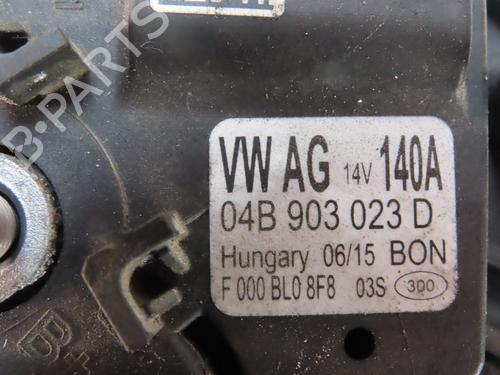 VW AG 14V 140A
04B 903 023 D
Hungary 06/15 BON
F 000 BL0 8F8 03S 300
B-PARTS